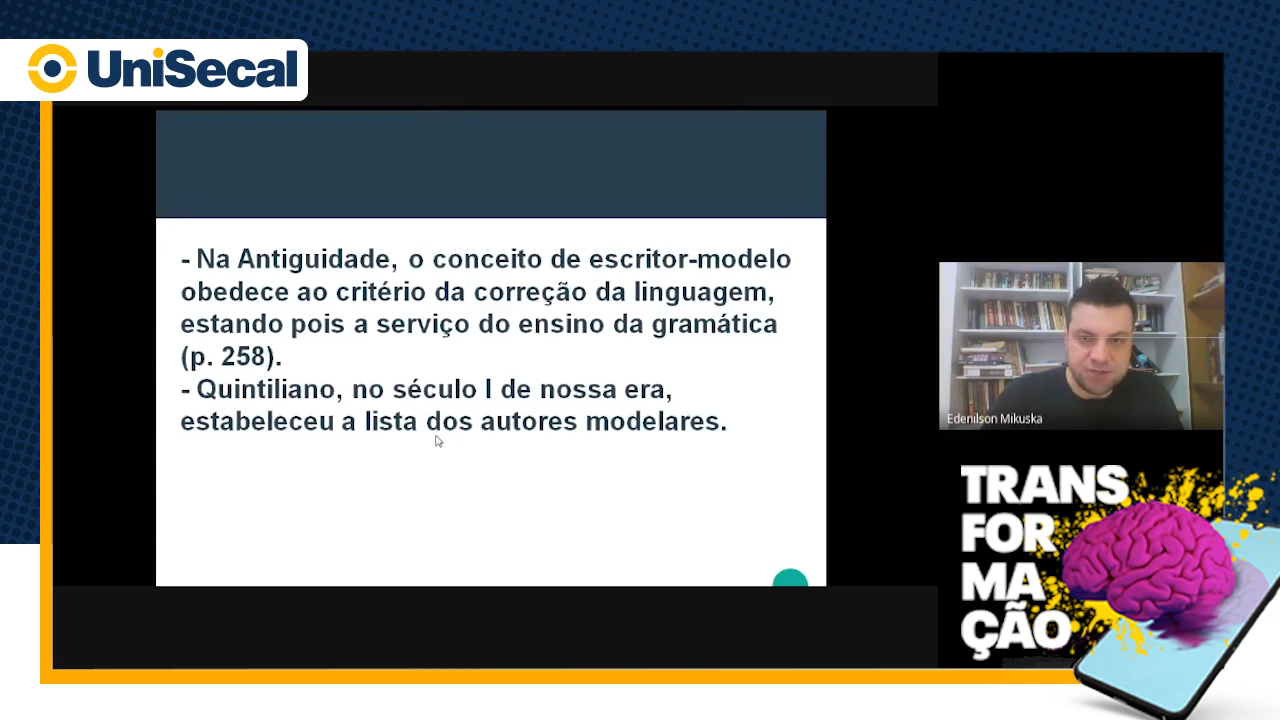 UniSecal
- Na Antiguidade, o conceito de escritor-modelo
obedece ao critério da correção da linguagem,
estando pois a serviço do ensino da gramática
(p. 258).
- Quintiliano, no século I de nossa era,
estabeleceu a lista dos autores modelares.
Edenilson Mikuska
TRANS
FOR
MA
ÇÃO